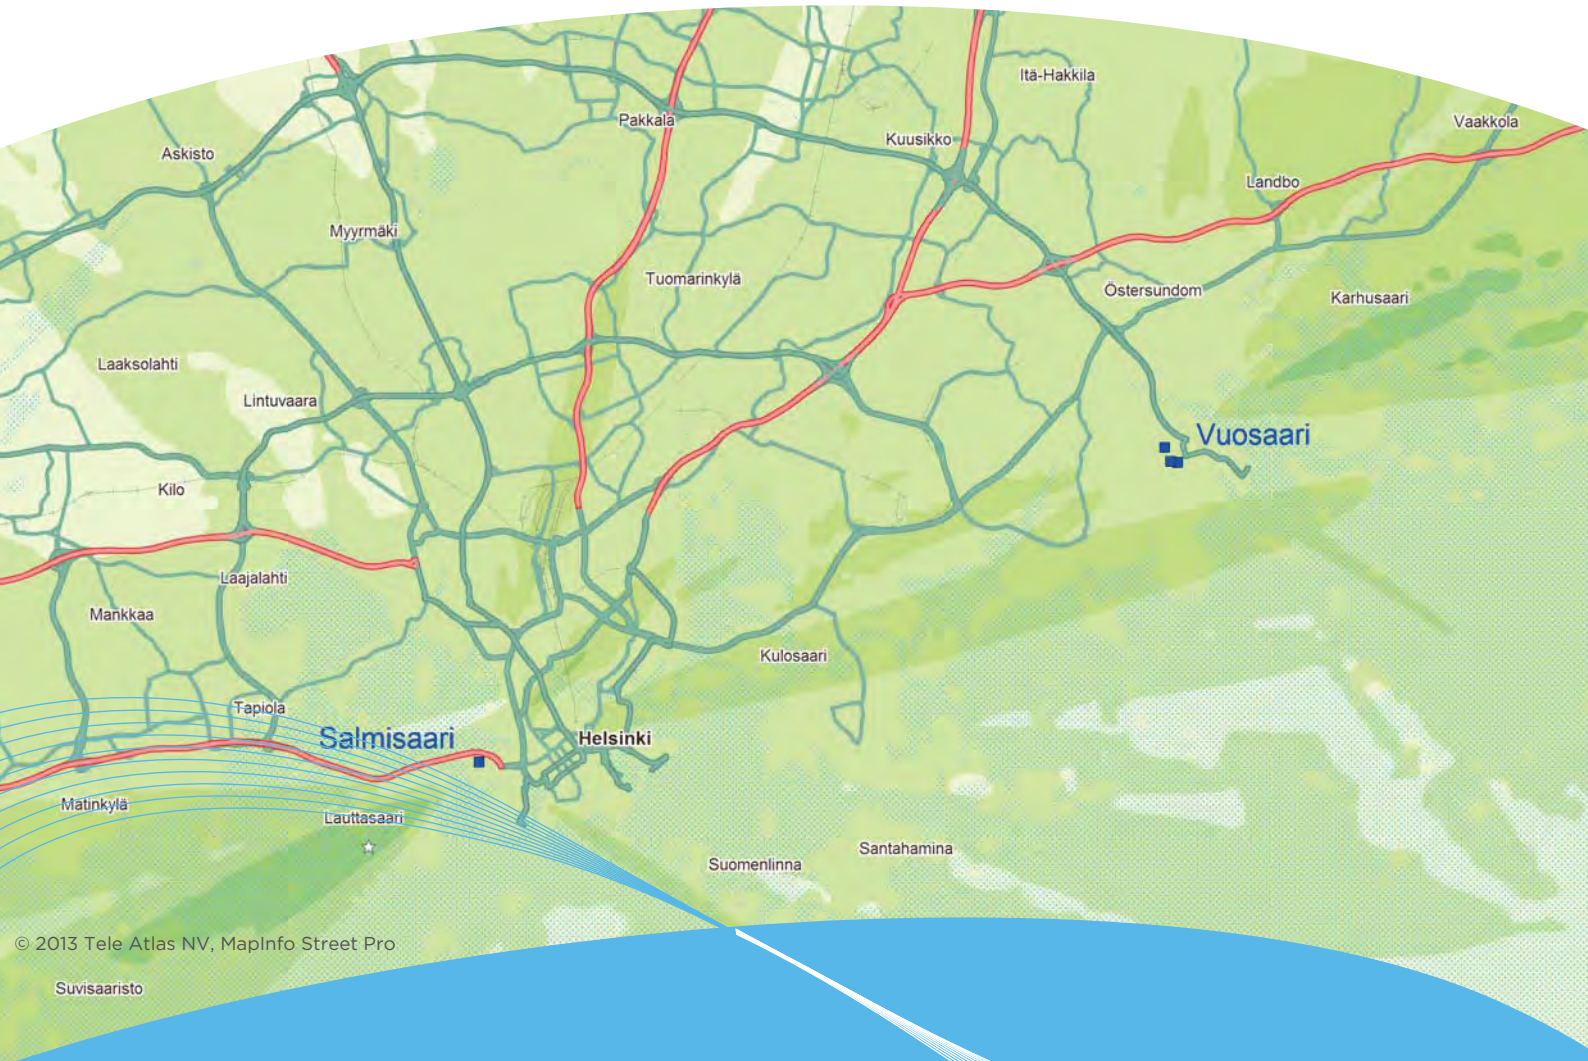 Itä-Hakkila
Pakkala
Vaakkola
Kuusikko
Askisto
Landbo
Myyrmäki
Tuomarinkylä
Östersundom
Karhusaari
Laaksolahti
Lintuvaara
Vuosaari
Kilo
Laajalahti
Mankkaa
Kulosaari
Tapiola
Salmisaari
Helsinki
Matinkylä
Lauttasaari
Santahamina
Suomenlinna
© 2013 Tele Atlas NV, MapInfo Street Pro
Suvisaaristo